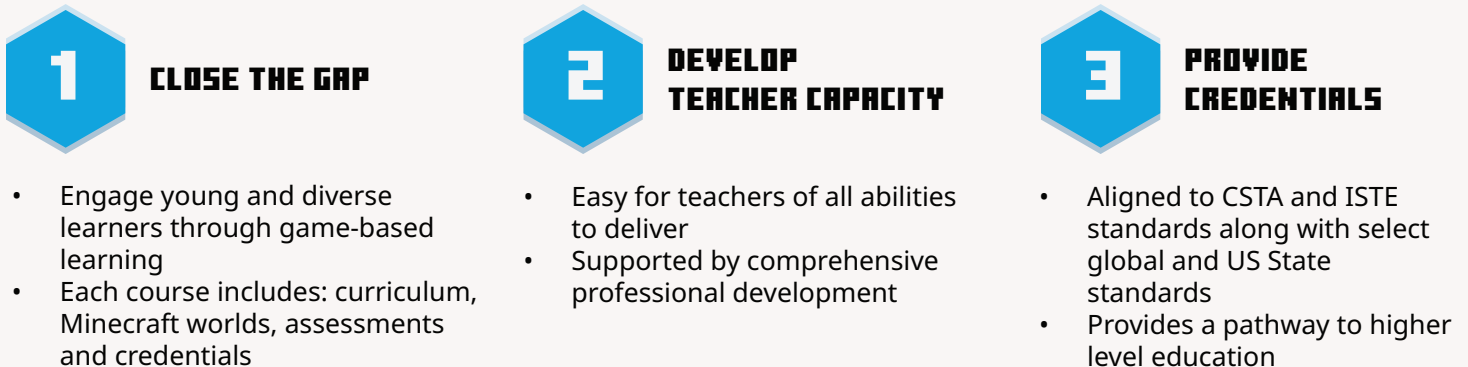 1
CLOSE THE GAP
• Engage young and diverse
learners through game-based
learning
• Each course includes: curriculum,
Minecraft worlds, assessments
and credentials
2
DEVELOP
TEACHER CAPACITY
• Easy for teachers of all abilities
to deliver
• Supported by comprehensive
professional development
3
PROVIDE
CREDENTIALS
• Aligned to CSTA and ISTE
standards along with select
global and US State
standards
• Provides a pathway to higher
level education